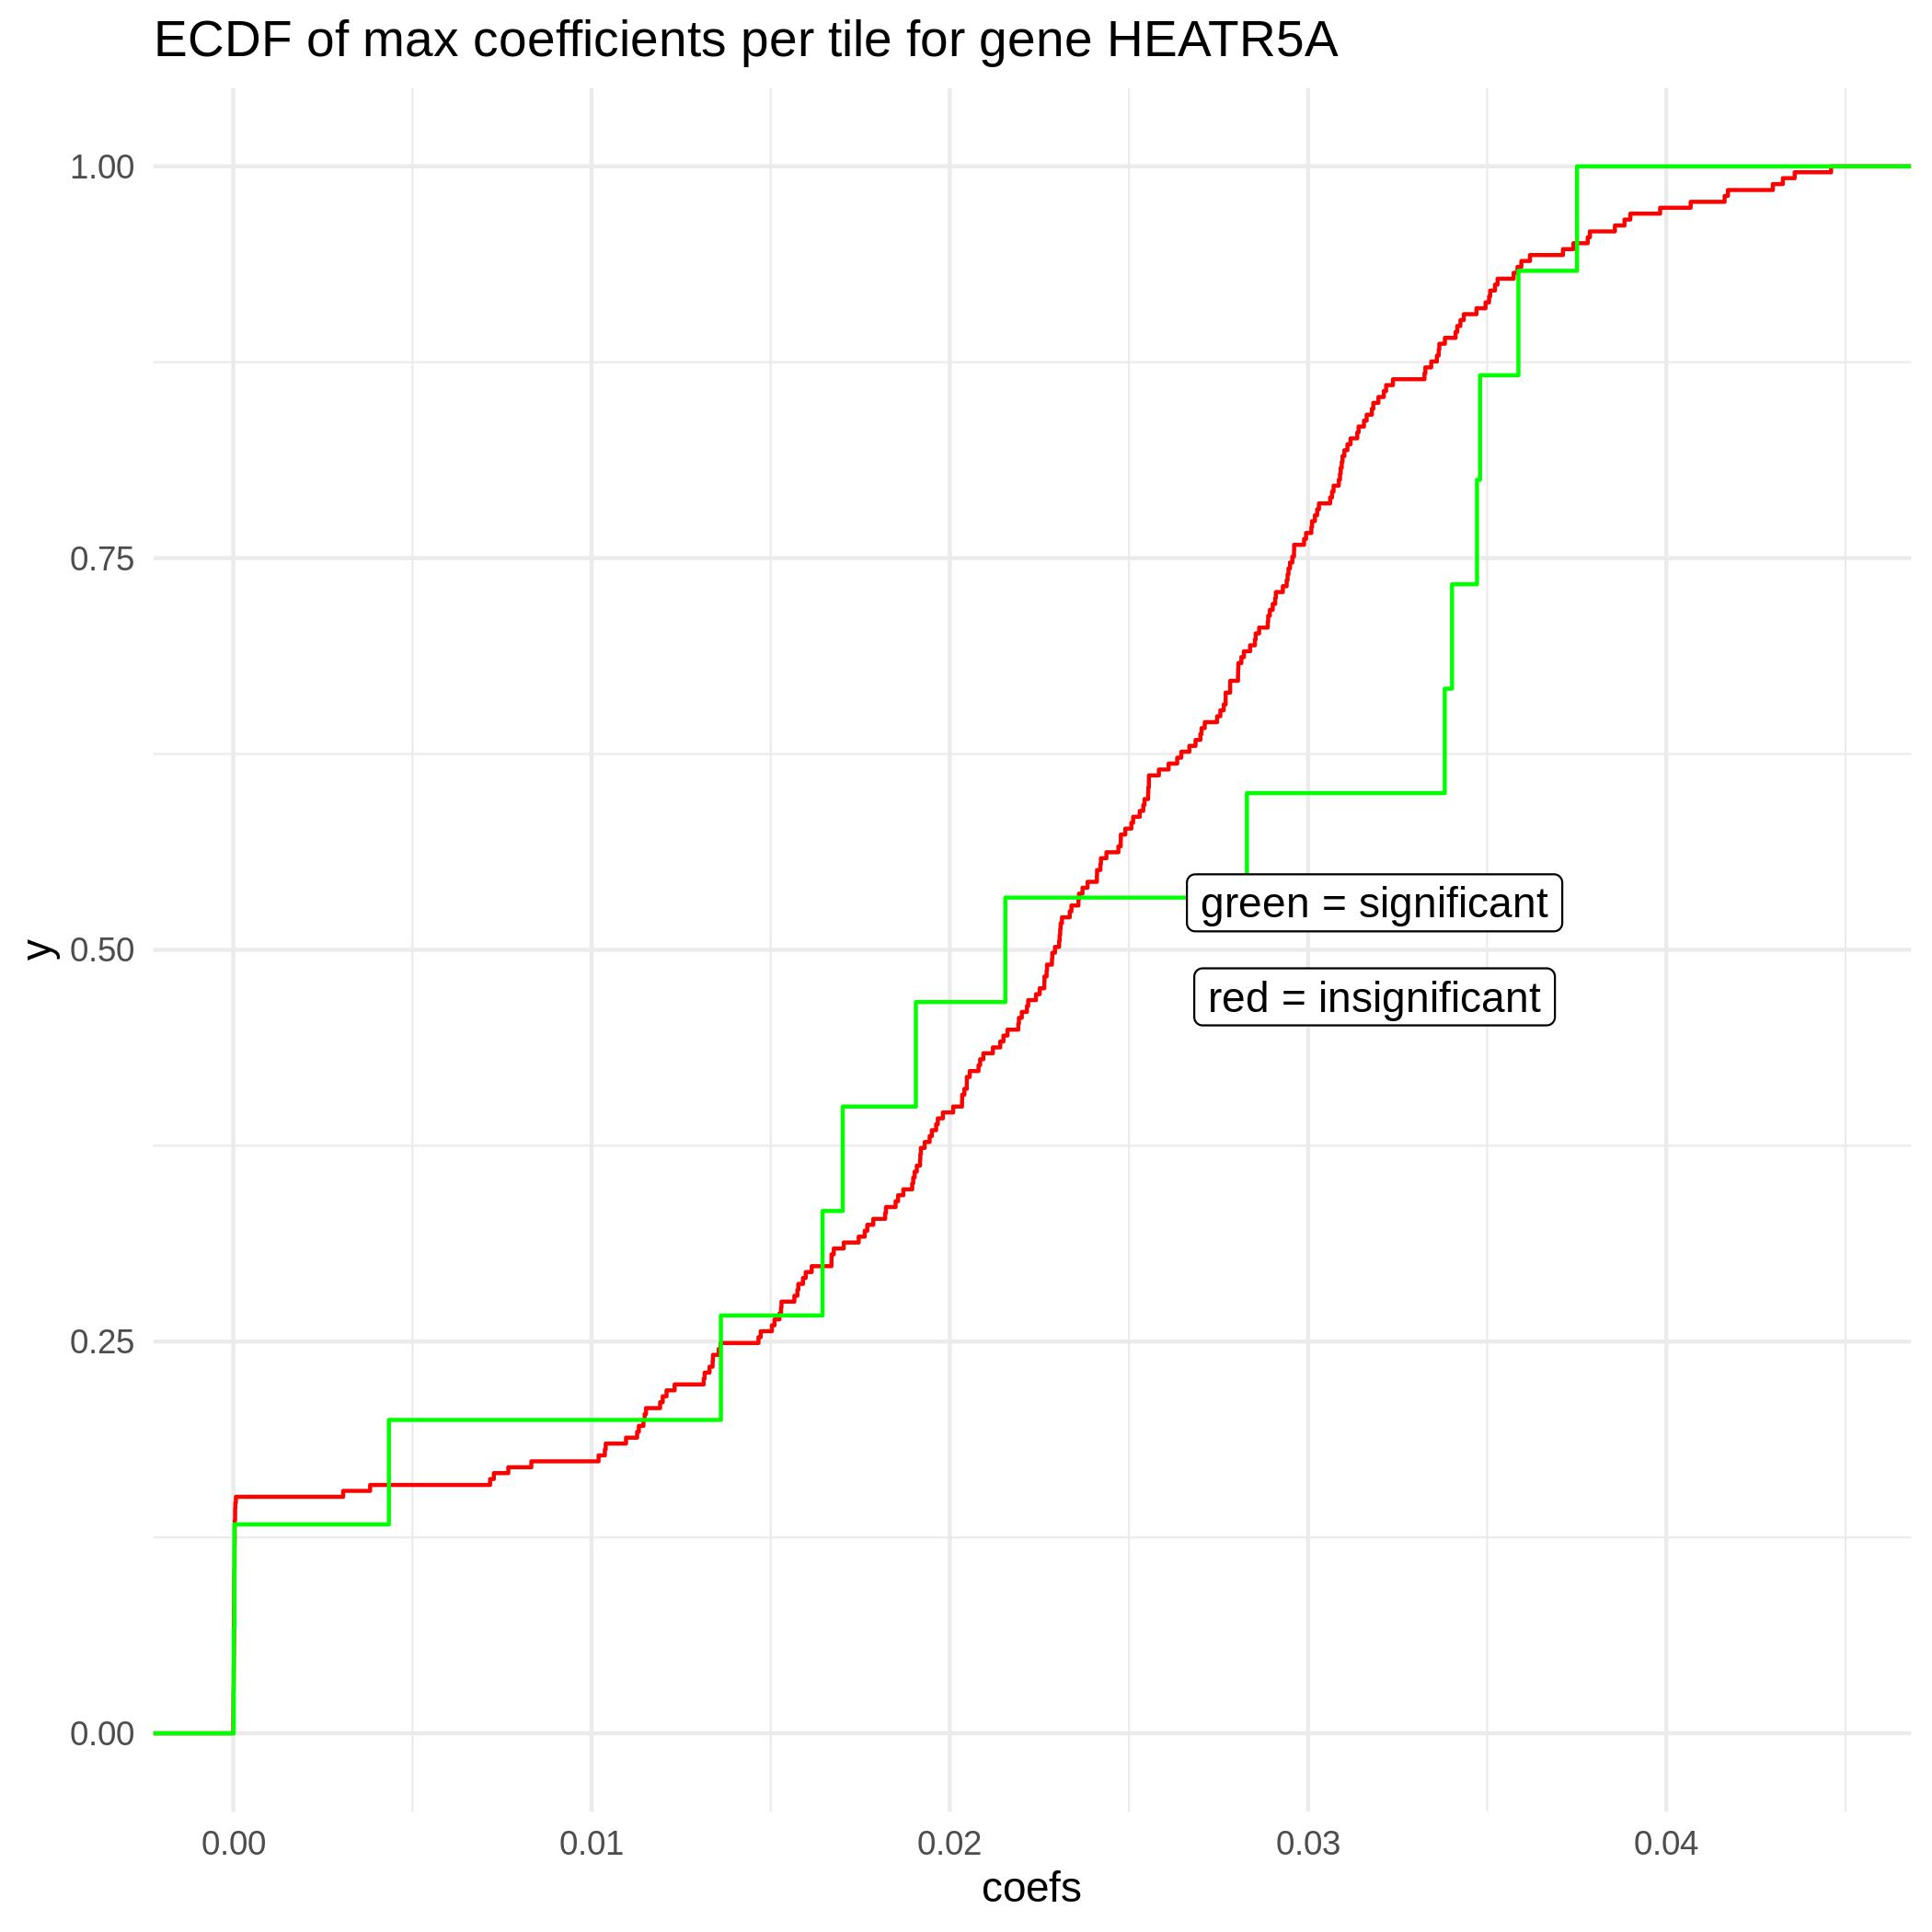 ECDF of max coefficients per tile for gene HEATR5A
1.00
0.75
0.50
0.25
0.00
y
green = significant
red = insignificant
0.00 0.01 0.02 0.03 0.04
coefs